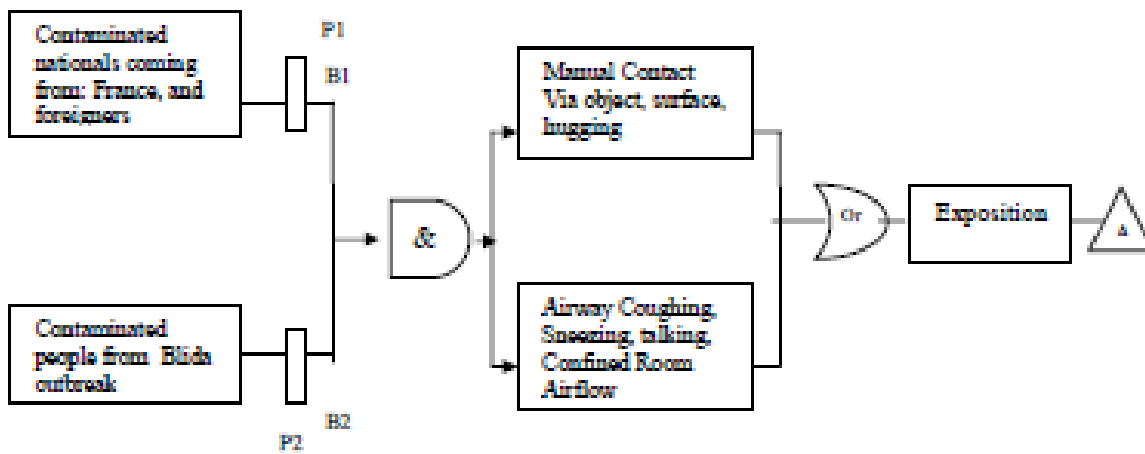 Contaminated
nationals coming
from: France, and
foreigners
P1
B1
Manual Contact
Via object, surface,
hugging
&
Or
Exposition
A
Contaminated
people from Blida
outbreak
B2
P2
Airway Coughing,
Sneezing, talking,
Confined Room
Airflow